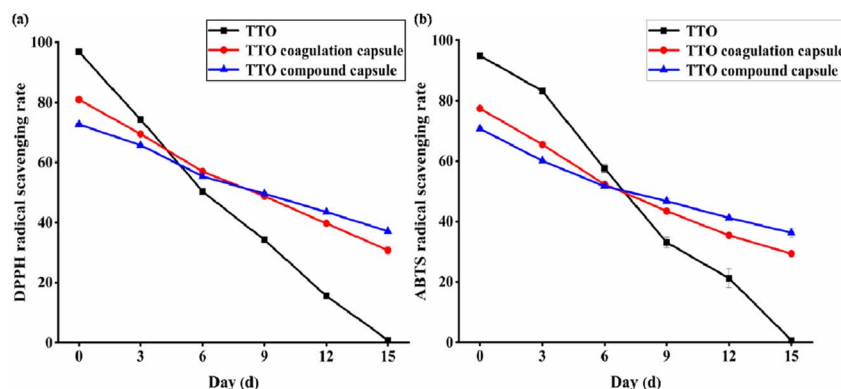 (a)
TTO
TTO coagulation capsule
TTO compound capsule
DPPH radical scavenging rate
100
80
60
40
20
0
0 3 6 9 12 15
Day (d)
(b)
TTO
TTO coagulation capsule
TTO compound capsule
ABTS radical scavenging rate
100
80
60
40
20
0
0 3 6 9 12 15
Day (d)